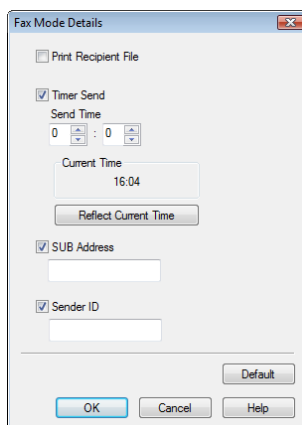 Fax Mode Details
Print Recipient File
Timer Send
Send Time
0 : 0
Current Time
16:04
Reflect Current Time
SUB Address
Sender ID
Default
OK Cancel Help